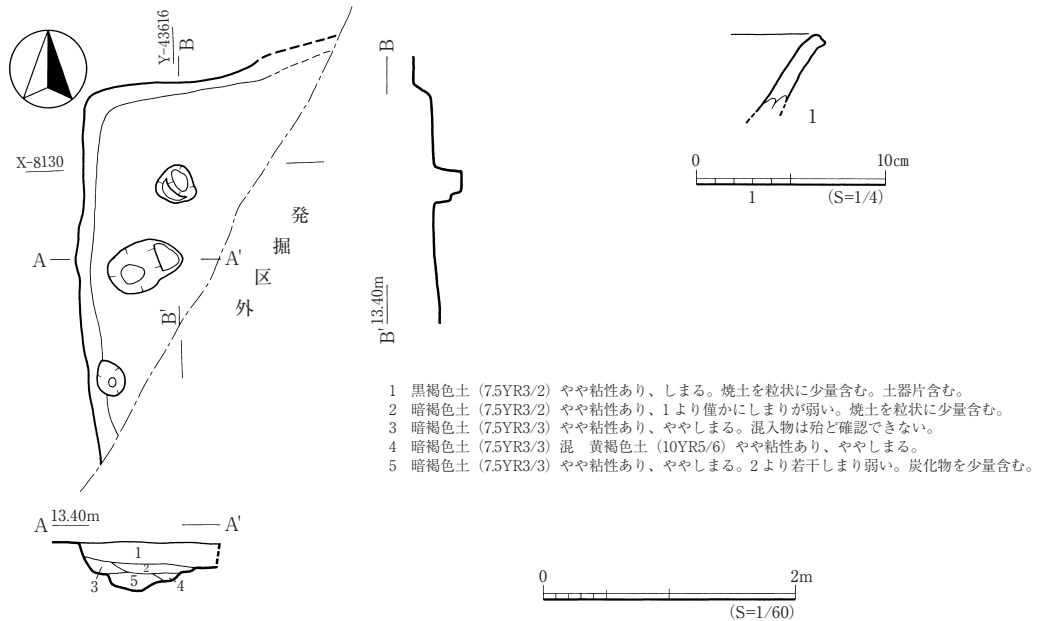 Y-43616
B
X-8130
A
A'
B'
発掘区外
B
13.40m
B'
1
0
10cm
1
(S=1/4)
1 黒褐色土（7.5YR3/2）やや粘性あり、しまる。焼土を粒状に少量含む。土器片含む。
2 暗褐色土（7.5YR3/2）やや粘性あり、1より僅かにしまりが弱い。焼土を粒状に少量含む。
3 暗褐色土（7.5YR3/3）やや粘性あり、ややしまる。混入物は殆ど確認できない。
4 暗褐色土（7.5YR3/3）混　黄褐色土（10YR5/6）やや粘性あり、ややしまる。
5 暗褐色土（7.5YR3/3）やや粘性あり、ややしまる。2より若干しまり弱い。炭化物を少量含む。
A 13.40m
A'
1
2
3
5
4
0
2m
(S=1/60)